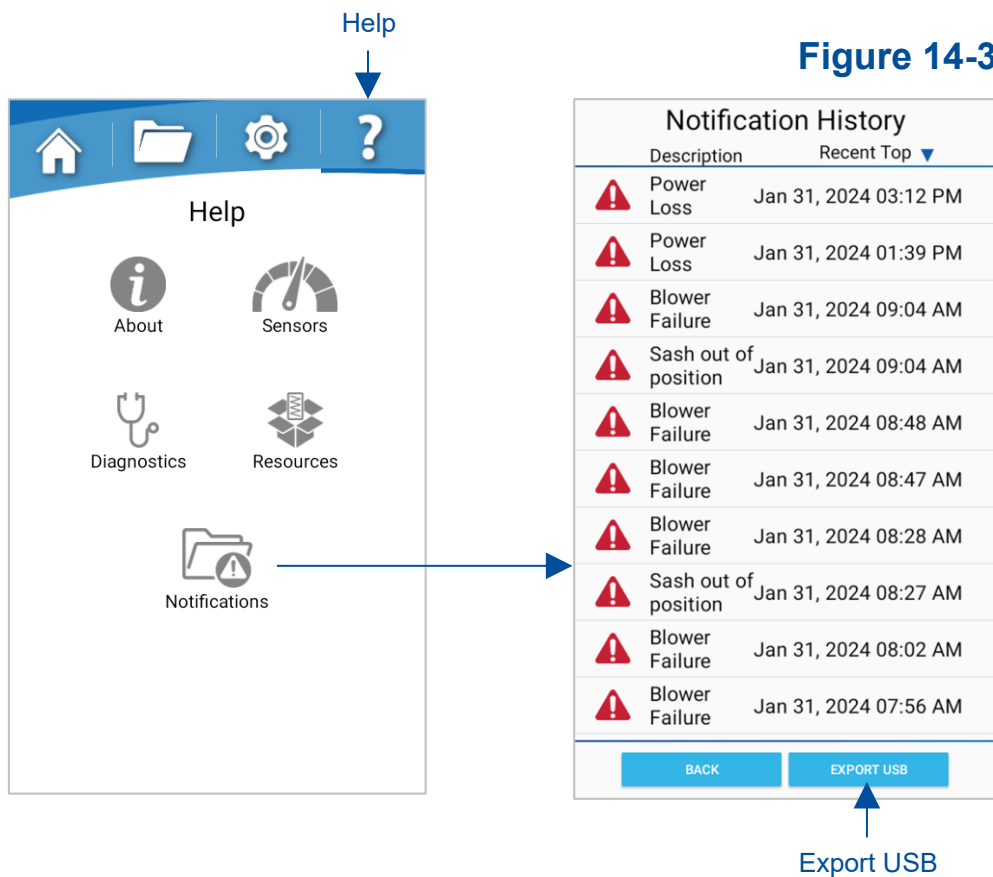 Help
Figure 14-3
Help
About
Sensors
Diagnostics
Resources
Notifications
Notification History
Description Recent Top
Power
Loss
Jan 31, 2024 03:12 PM
Power
Loss
Jan 31, 2024 01:39 PM
Blower
Failure
Jan 31, 2024 09:04 AM
Sash out of
position
Jan 31, 2024 09:04 AM
Blower
Failure
Jan 31, 2024 08:48 AM
Blower
Failure
Jan 31, 2024 08:47 AM
Blower
Failure
Jan 31, 2024 08:28 AM
Sash out of
position
Jan 31, 2024 08:27 AM
Blower
Failure
Jan 31, 2024 08:02 AM
Blower
Failure
Jan 31, 2024 07:56 AM
BACK
EXPORT USB
Export USB